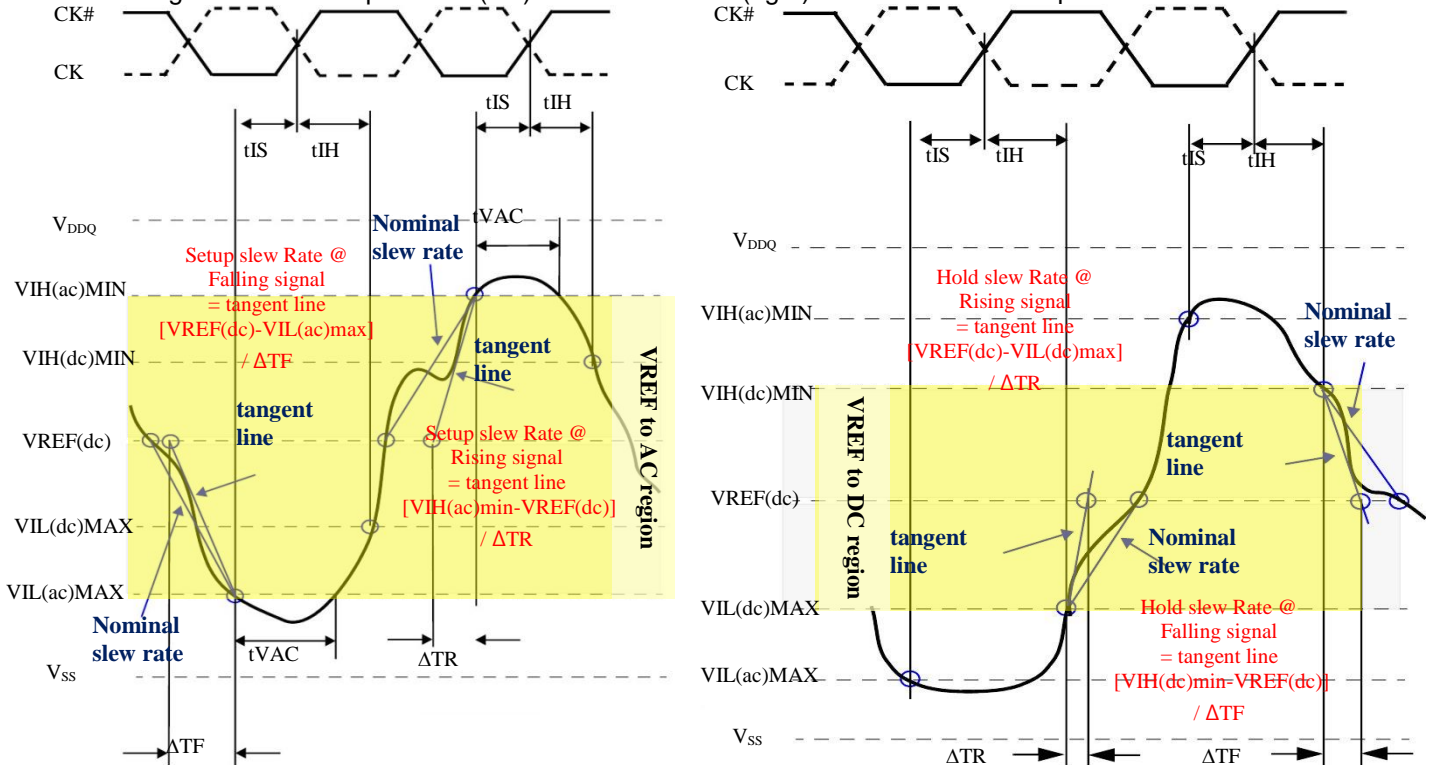 CK#
CK
tIS
tIH
tIS
tIH
VDDQ
VIH(ac)MIN
VIH(dc)MIN
VREF(dc)
VIL(dc)MAX
VIL(ac)MAX
VSS
Setup slew Rate @
Falling signal
= tangent line
[VREF(dc)-VIL(ac)max]
/ ΔTF
Nominal
slew rate
tVAC
tangent
line
tangent
line
Setup slew Rate @
Rising signal
= tangent line
[VIH(ac)min-VREF(dc)]
/ ΔTR
VREF to AC region
Nominal
slew rate
tVAC
ΔTR
ΔTF
CK#
CK
tIS
tIH
tIS
tIH
VDDQ
VIH(ac)MIN
VIH(dc)MIN
VREF(dc)
VIL(dc)MAX
VIL(ac)MAX
VSS
Hold slew Rate @
Rising signal
= tangent line
[VREF(dc)-VIL(dc)max]
/ ΔTR
Nominal
slew rate
VREF to DC region
tangent
line
tangent
line
Nominal
slew rate
Hold slew Rate @
Falling signal
= tangent line
[VIH(dc)min-VREF(dc)]
/ ΔTF
ΔTR
ΔTF